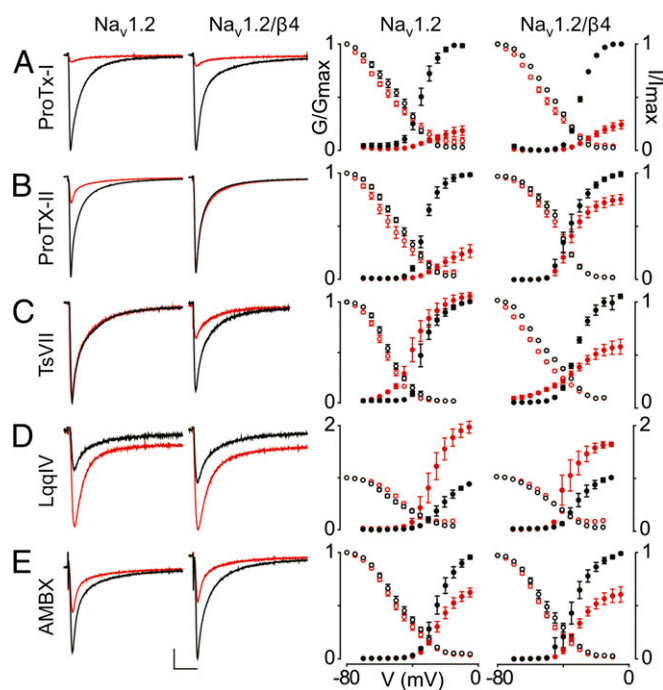 Nav1.2 Nav1.2/β4 Nav1.2 Nav1.2/β4
A ProTx-I G/Gmax 1 0 1 0 I/Imax
B ProTX-II 1 0 1 0
C TsVII 1 0 1 0
D LqqIV 2 1 0 2 1 0
E AMBX 1 0 1 0
-80 0 -80 0
V (mV)